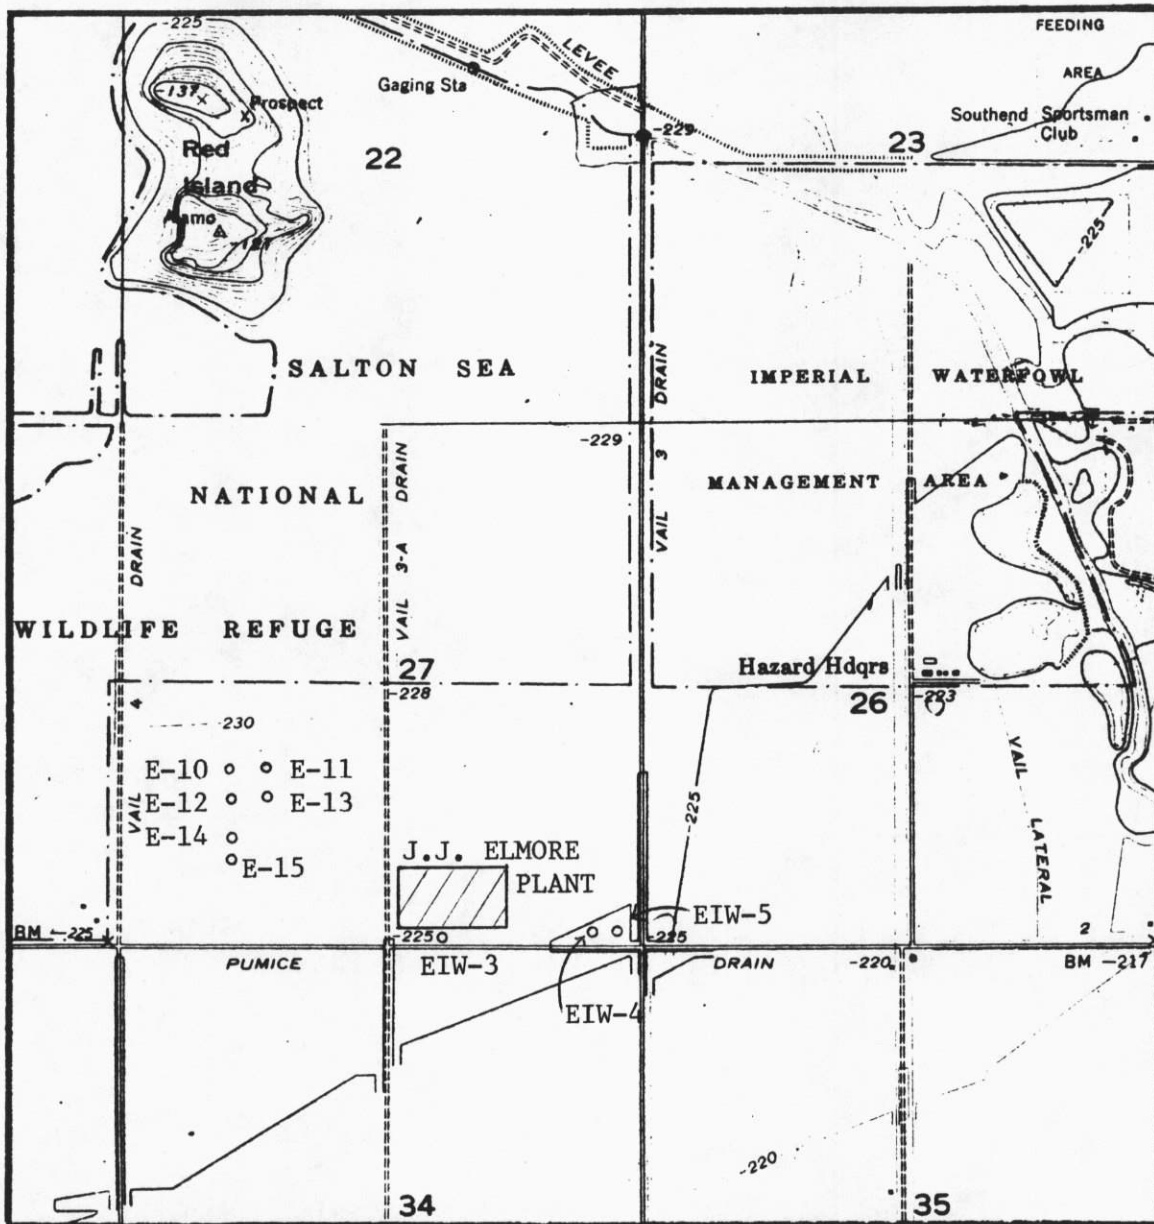 -225
FEEDING
AREA
LEVEE
Gaging Sta
-137
Prospect
Southend Sportsman
Club
-229
Red
22
23
Island
Alamo
-225
SALTON SEA
IMPERIAL WATERFOWL
DRAIN
3
VAIL
-229
DRAIN
3-A
VAIL
NATIONAL
MANAGEMENT AREA
DRAIN
4
VAIL
WILDLIFE REFUGE
27
-228
Hazard Hdqrs
26
-223
230
E-10
E-11
E-12
E-13
E-14
E-15
-225
VAIL
LATERAL
J.J. ELMORE
PLANT
EIW-5
BM -225
-225
-225
2
PUMICE
EIW-3
DRAIN
-220
BM -217
EIW-4
-220
34
35